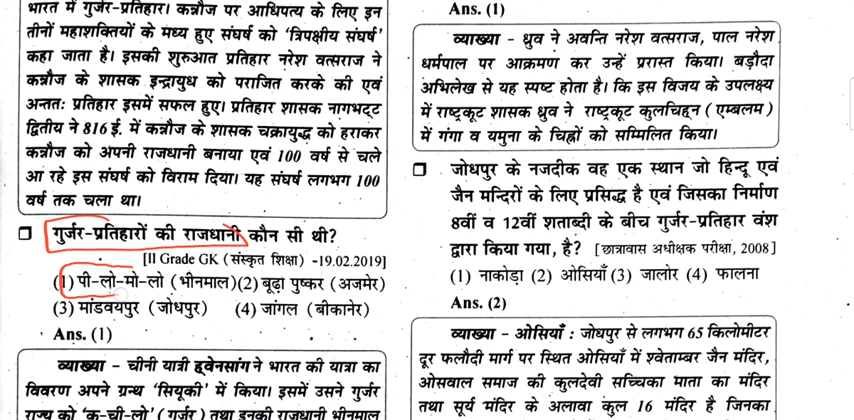 भारत में गुर्जर-प्रतिहार। कन्नौज पर आधिपत्य के लिए इन
तीनों महाशक्तियों के मध्य हुए संघर्ष को 'त्रिपक्षीय संघर्ष'
कहा जाता है। इसकी शुरुआत प्रतिहार नरेश वत्सराज ने
कन्नौज के शासक इन्द्रायुध को पराजित करके की एवं
अन्ततः प्रतिहार इसमें सफल हुए। प्रतिहार शासक नागभट्ट
द्वितीय ने 816 ई. में कन्नौज के शासक चक्रायुद्ध को हराकर
कन्नौज को अपनी राजधानी बनाया एवं 100 वर्ष से चले
आ रहे इस संघर्ष को विराम दिया। यह संघर्ष लगभग 100
वर्ष तक चला था।
गुर्जर-प्रतिहारों की राजधानी कौन सी थी?
[II Grade GK (संस्कृत शिक्षा) -19.02.2019]
(1) पी-लो-मो-लो (भीनमाल) (2) बूढ़ा पुष्कर (अजमेर)
(3) मांडवयपुर (जोधपुर) (4) जांगल (बीकानेर)
Ans. (1)
व्याख्या - चीनी यात्री हुवेनसांग ने भारत की यात्रा का
विवरण अपने ग्रन्थ 'सियूकी' में किया। इसमें उसने गुर्जर
राज्य को 'कू-ची-लो' (गुर्जर) तथा इनकी राजधानी भीनमाल
Ans. (1)
व्याख्या - ध्रुव ने अवन्ति नरेश वत्सराज, पाल नरेश
धर्मपाल पर आक्रमण कर उन्हें प्ररास्त किया। बड़ौदा
अभिलेख से यह स्पष्ट होता है। कि इस विजय के उपलक्ष्य
में राष्ट्रकूट शासक ध्रुव ने राष्ट्रकूट कुलचिह्न (एम्बलम)
में गंगा व यमुना के चिह्नों को सम्मिलित किया।
जोधपुर के नजदीक वह एक स्थान जो हिन्दू एवं
जैन मन्दिरों के लिए प्रसिद्ध है एवं जिसका निर्माण
8वीं व 12वीं शताब्दी के बीच गुर्जर-प्रतिहार वंश
द्वारा किया गया, है? [छात्रावास अधीक्षक परीक्षा, 2008]
(1) नाकोड़ा (2) ओसियाँ (3) जालोर (4) फालना
Ans. (2)
व्याख्या - ओसियाँ : जोधपुर से लगभग 65 किलोमीटर
दूर फलौदी मार्ग पर स्थित ओसियाँ में श्वेताम्बर जैन मंदिर,
ओसवाल समाज की कुलदेवी सच्चिका माता का मंदिर
तथा सूर्य मंदिर के अलावा कुल 16 मंदिर है जिनका